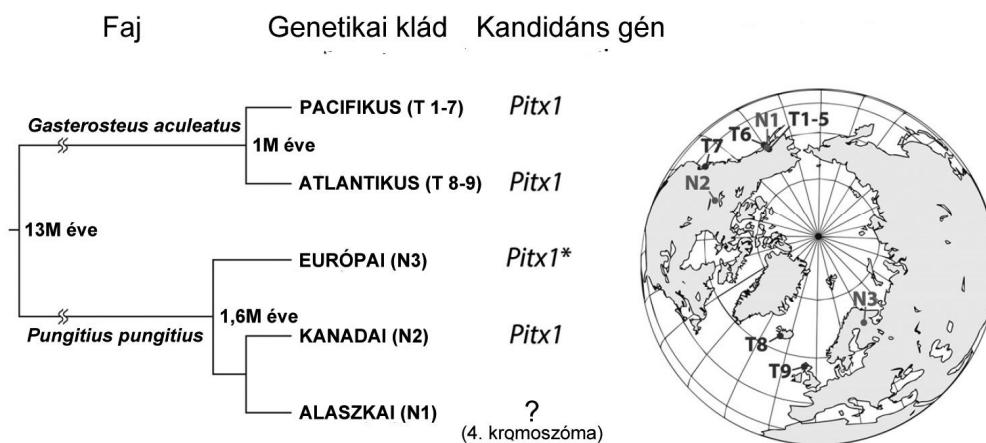 Faj Genetikai klád Kandidáns gén
PACIFIKUS (T 1-7) Pitx1
Gasterosteus aculeatus
1M éve
ATLANTIKUS (T 8-9) Pitx1
13M éve
EURÓPAI (N3) Pitx1*
1,6M éve
Pungitius pungitius
KANADAI (N2) Pitx1
ALASZKAI (N1) ?
(4. kromoszóma)
N1 T1-5
T6
T7
N2
N3
T8
T9